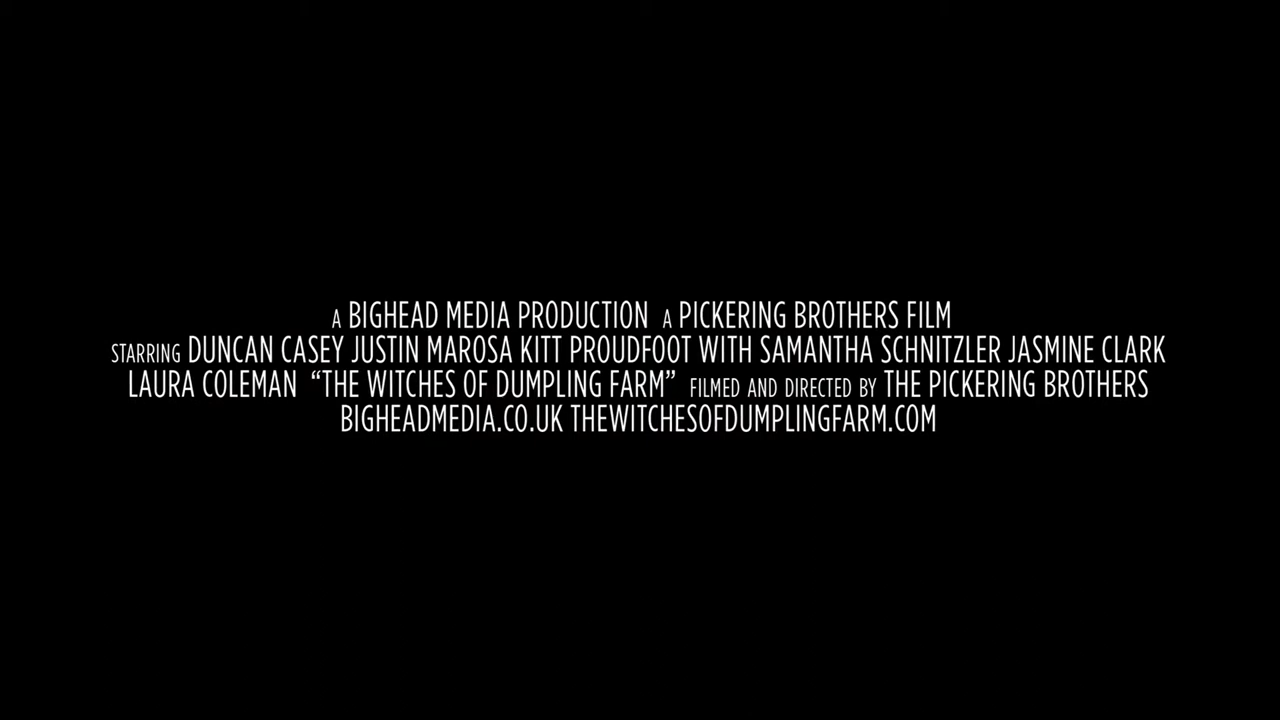 A BIGHEAD MEDIA PRODUCTION A PICKERING BROTHERS FILM
STARRING DUNCAN CASEY JUSTIN MAROSA KITT PROUDFOOT WITH SAMANTHA SCHNITZLER JASMINE CLARK
LAURA COLEMAN “THE WITCHES OF DUMPLING FARM” FILMED AND DIRECTED BY THE PICKERING BROTHERS
BIGHEADMEDIA.CO.UK THEWITCHESOFDUMPLINGFARM.COM